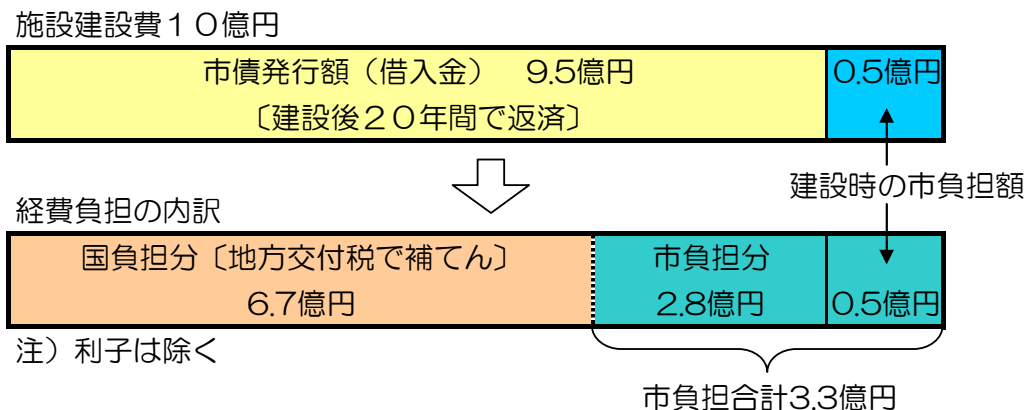 施設建設費１０億円
市債発行額（借入金）　9.5億円
〔建設後２０年間で返済〕
0.5億円
建設時の市負担額
経費負担の内訳
国負担分〔地方交付税で補てん〕
6.7億円
市負担分
2.8億円
0.5億円
注）利子は除く
市負担合計3.3億円